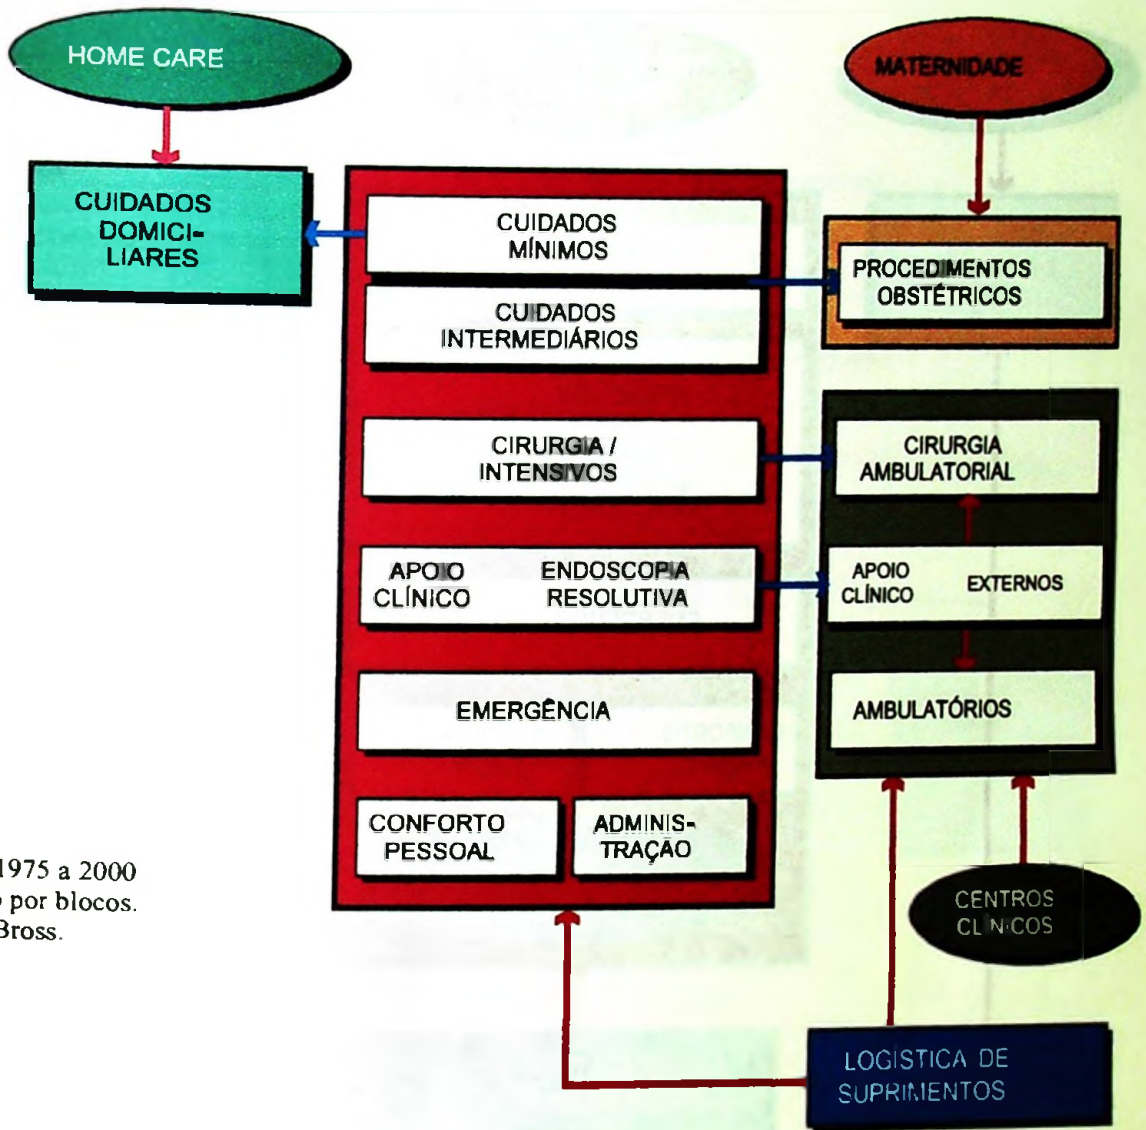 HOME CARE
MATERNIDADE
CUIDADOS
DOMICI-
LIARES
CUIDADOS
MÍNIMOS
CUIDADOS
INTERMEDIÁRIOS
PROCEDIMENTOS
OBSTÉTRICOS
CIRURGIA /
INTENSIVOS
CIRURGIA
AMBULATORIAL
APOIO
CLÍNICO
ENDOSCOPIA
RESOLUTIVA
APOIO
CLÍNICO
EXTERNOS
EMERGÊNCIA
AMBULATÓRIOS
CONFORTO
PESSOAL
ADMINIS-
TRAÇÃO
1975 a 2000
por blocos.
Bross.
CENTROS
CLÍNICOS
LOGÍSTICA DE
SUPRIMENTOS